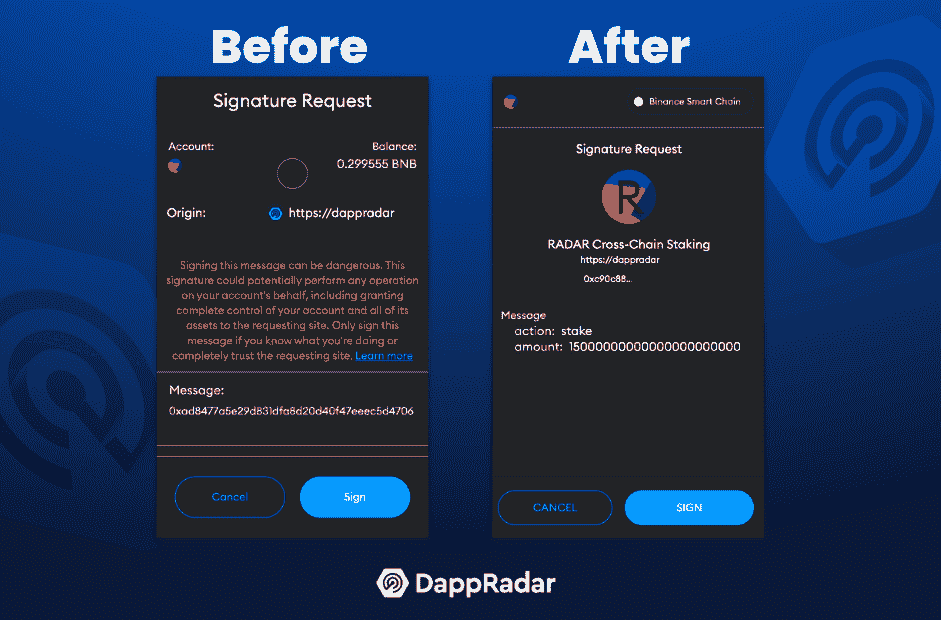 Before
Signature Request
Account:
Balance:
0.299555 BNB
Origin:
https://dappradar
Signing this message can be dangerous. This
signature could potentially perform any operation
on your account's behalf, including granting
complete control of your account and all of its
assets to the requesting site. Only sign this
message if you know what you're doing or
completely trust the requesting site. Learn more
Message:
0xad8477a5e29d831dfa8d20d40f47eeec5d4706
Cancel
Sign
After
Binance Smart Chain
Signature Request
R
RADAR Cross-Chain Staking
https://dappradar
0xc90c88...
Message
action: stake
amount: 15000000000000000000000
CANCEL
SIGN
DappRadar